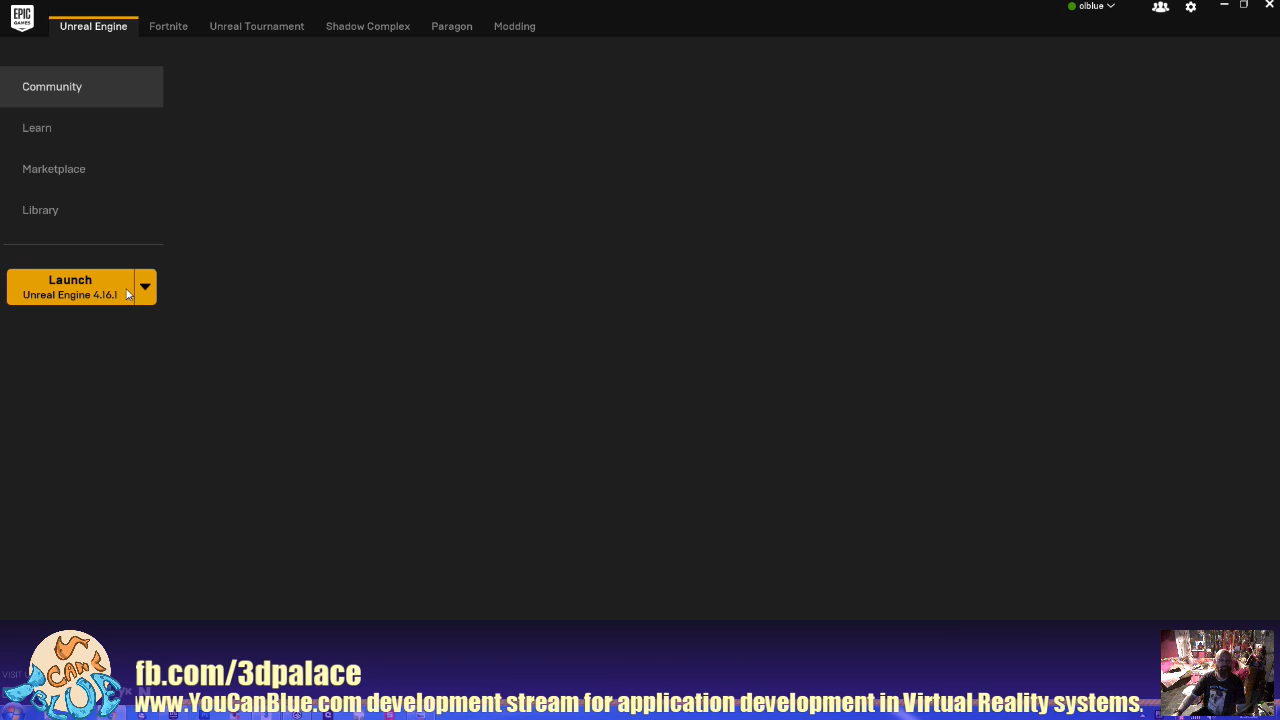 EPIC GAMES
Unreal Engine Fortnite Unreal Tournament Shadow Complex Paragon Modding
olblue
Community
Learn
Marketplace
Library
Launch
Unreal Engine 4.16.1
CAN
fb.com/3dpalace
www.YouCanBlue.com development stream for application development in Virtual Reality systems.